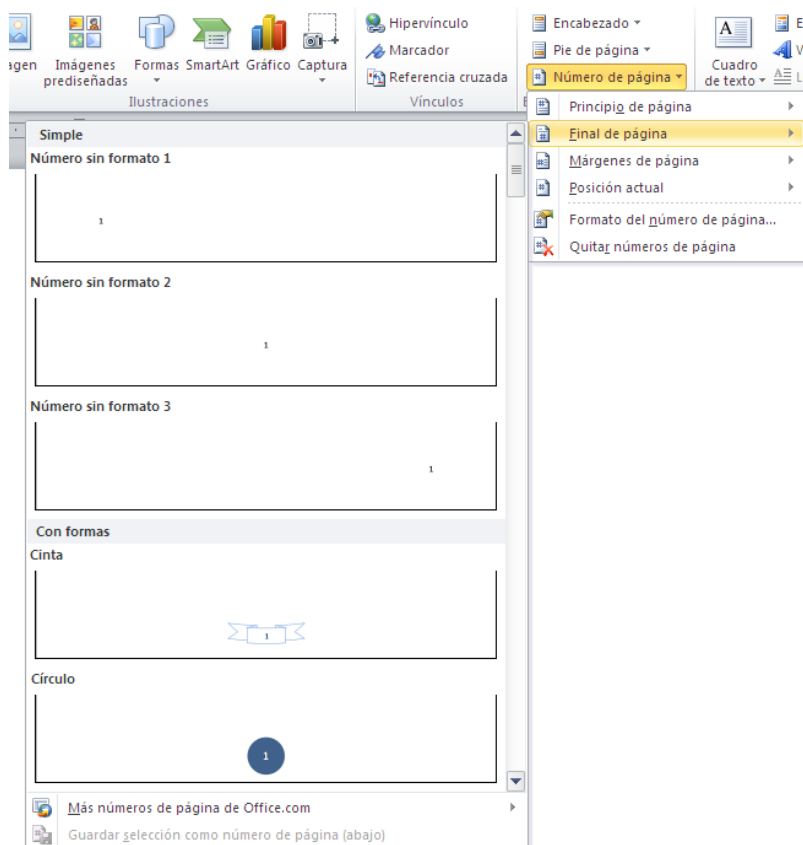 agen
Imágenes prediseñadas
Formas
SmartArt
Gráfico
Captura
Ilustraciones
Hipervínculo
Marcador
Referencia cruzada
Vínculos
Encabezado
Pie de página
Número de página
A
Cuadro de texto
Principio de página
Final de página
Márgenes de página
Posición actual
Formato del número de página...
Quitar números de página
Simple
Número sin formato 1
1
Número sin formato 2
1
Número sin formato 3
1
Con formas
Cinta
1
Círculo
1
Más números de página de Office.com
Guardar selección como número de página (abajo)